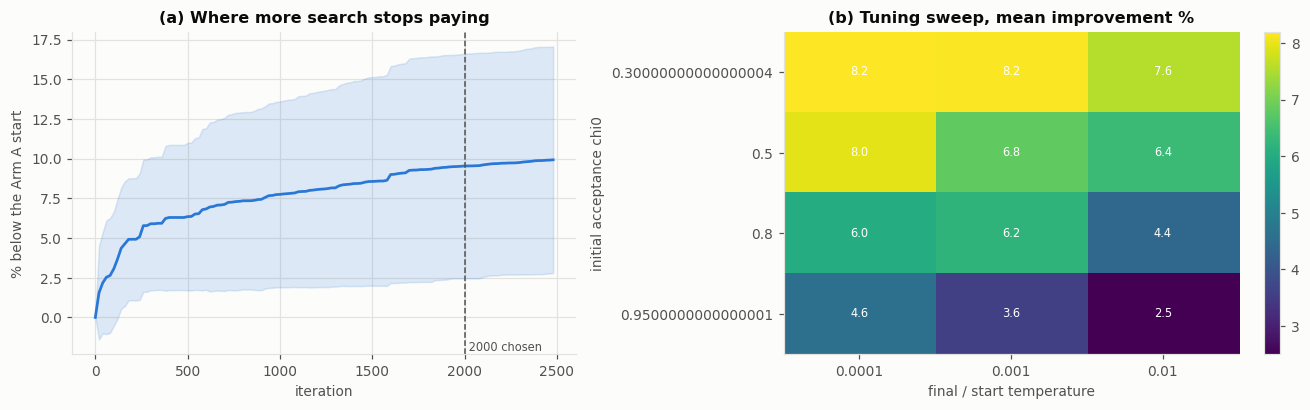 (a) Where more search stops paying
% below the Arm A start
17.5
15.0
12.5
10.0
7.5
5.0
2.5
0.0
2000 chosen
0 500 1000 1500 2000 2500
iteration
(b) Tuning sweep, mean improvement %
initial acceptance chi0
0.30000000000000004 8.2 8.2 7.6
0.5 8.0 6.8 6.4
0.8 6.0 6.2 4.4
0.9500000000000001 4.6 3.6 2.5
0.0001 0.001 0.01
final / start temperature
8
7
6
5
4
3